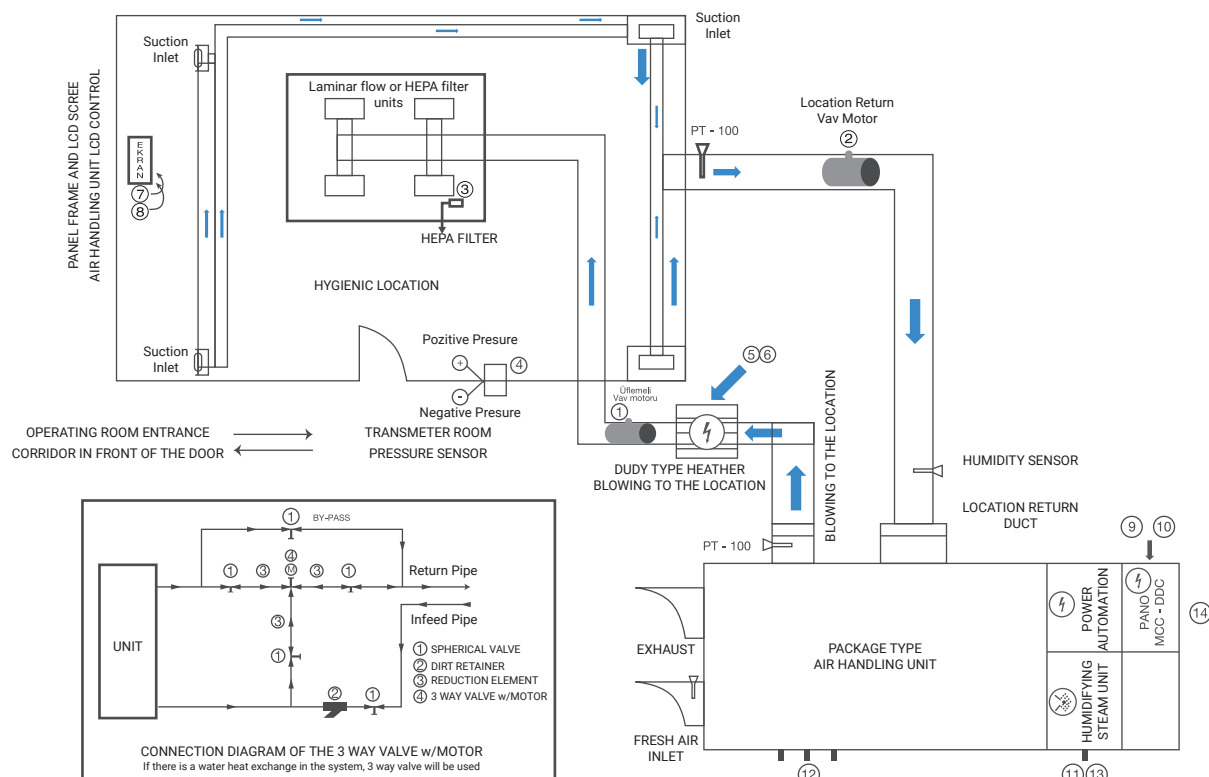 Suction
Inlet
Suction
Inlet
Laminar flow or HEPA filter
units
PANEL FRAME AND LCD SCREE
AIR HANDLING UNIT LCD CONTROL
EKRAN
7
8
3
HEPA FILTER
PT - 100
Location Return
Vav Motor
2
HYGIENIC LOCATION
Suction
Inlet
Pozitive Presure
+
4
-
Negative Presure
5 6
Üflemeli
Vav motoru
1
OPERATING ROOM ENTRANCE
CORRIDOR IN FRONT OF THE DOOR
TRANSMETER ROOM
PRESSURE SENSOR
DUDY TYPE HEATHER
BLOWING TO THE LOCATION
BLOWING TO THE LOCATION
HUMIDITY SENSOR
LOCATION RETURN
DUCT
PT - 100
9 10
14
EXHAUST
FRESH AIR
INLET
PACKAGE TYPE
AIR HANDLING UNIT
POWER
AUTOMATION
PANO
MCC - DDC
HUMIDIFYING
STEAM UNIT
12
11 13
1
BY-PASS
4
M
1 3 3 1
Return Pipe
Infeed Pipe
3
UNIT
1
2 1
1 SPHERICAL VALVE
2 DIRT RETAINER
3 REDUCTION ELEMENT
4 3 WAY VALVE w/MOTOR
CONNECTION DIAGRAM OF THE 3 WAY VALVE w/MOTOR
If there is a water heat exchange in the system, 3 way valve will be used